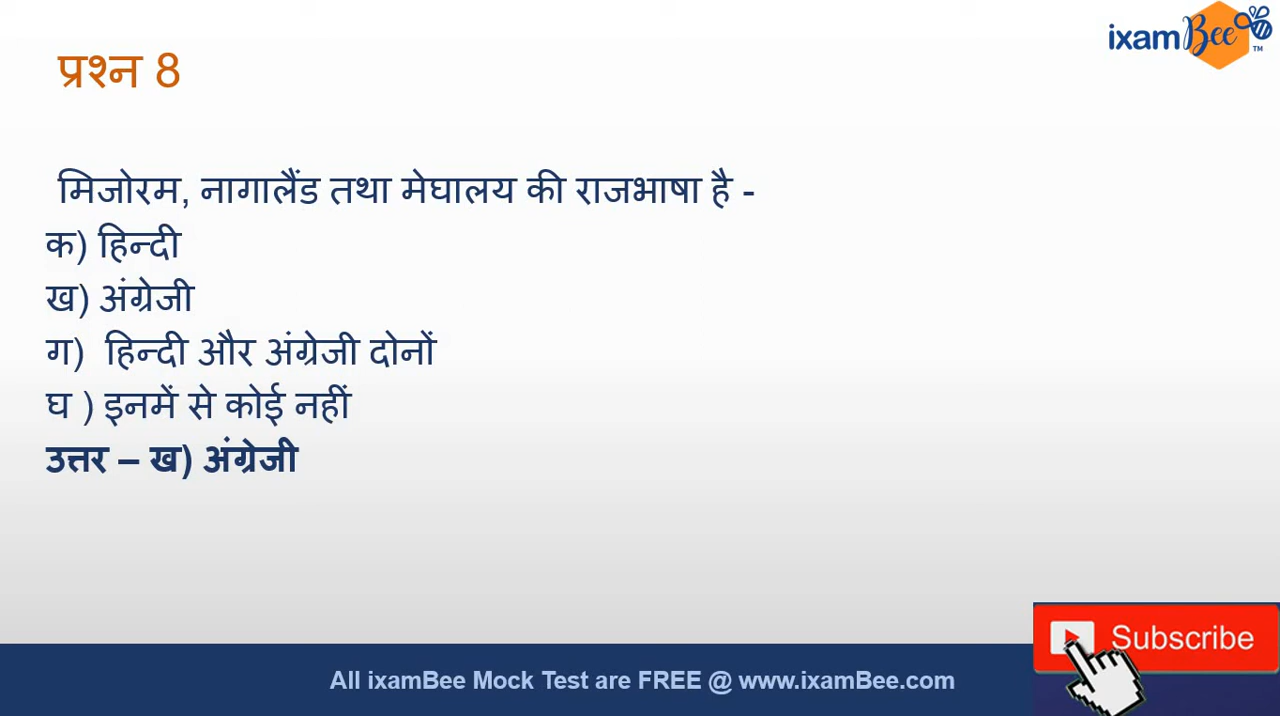 ixamBee
TM
प्रश्न 8
मिजोरम, नागालैंड तथा मेघालय की राजभाषा है -
क) हिन्दी
ख) अंग्रेजी
ग) हिन्दी और अंग्रेजी दोनों
घ ) इनमें से कोई नहीं
उत्तर – ख) अंग्रेजी
Subscribe
All ixamBee Mock Test are FREE @ www.ixamBee.com